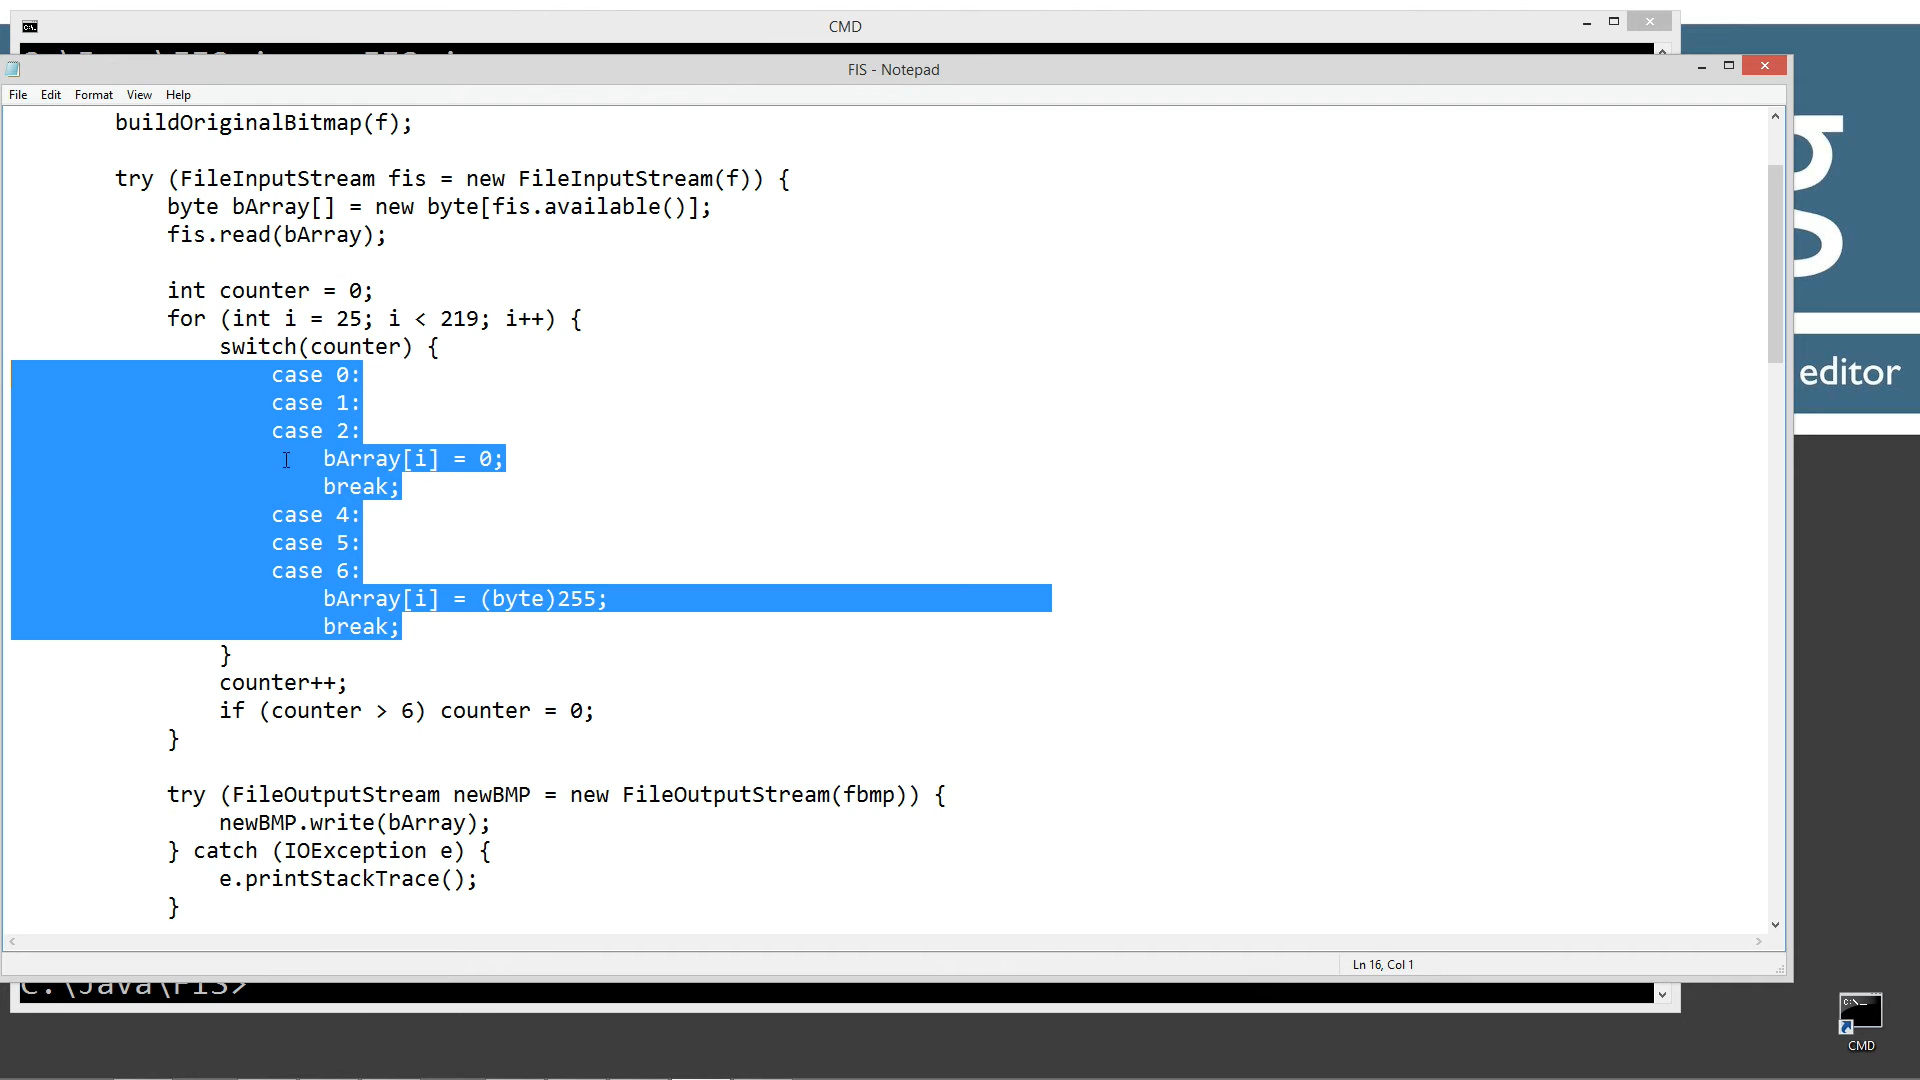 CMD
FIS - Notepad
File Edit Format View Help
buildOriginalBitmap(f);
try (FileInputStream fis = new FileInputStream(f)) {
byte bArray[] = new byte[fis.available()];
fis.read(bArray);
int counter = 0;
for (int i = 25; i < 219; i++) {
switch(counter) {
case 0:
case 1:
case 2:
bArray[i] = 0;
break;
case 4:
case 5:
case 6:
bArray[i] = (byte)255;
break;
}
counter++;
if (counter > 6) counter = 0;
}
try (FileOutputStream newBMP = new FileOutputStream(fbmp)) {
newBMP.write(bArray);
} catch (IOException e) {
e.printStackTrace();
}
Ln 16, Col 1
C:\Java\FIS>
g
editor
CMD